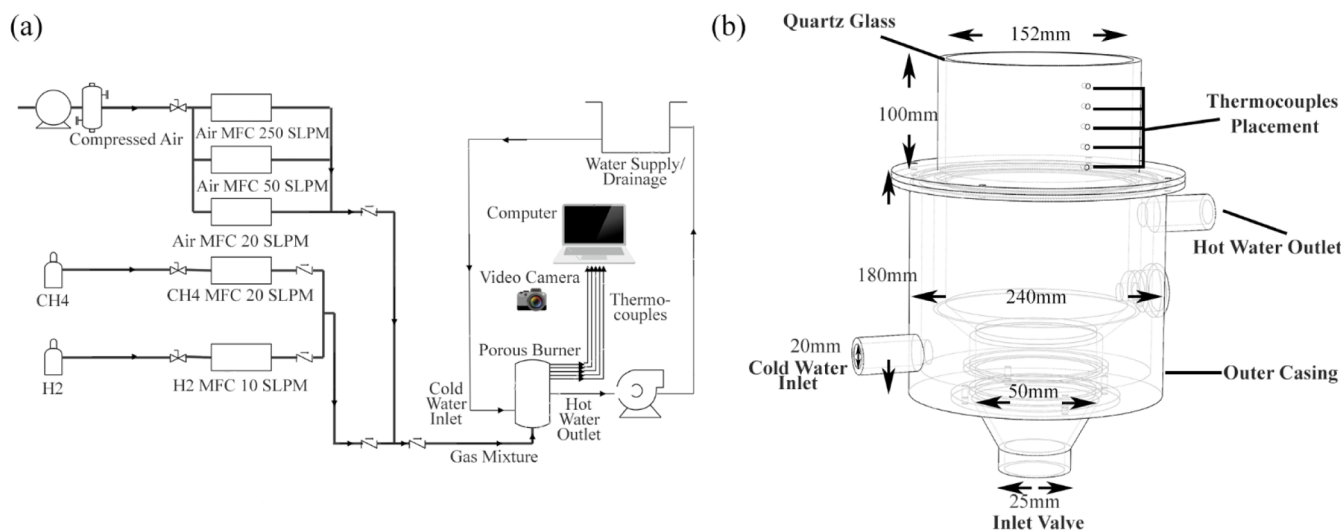 (a)
Compressed Air
Air MFC 250 SLPM
Air MFC 50 SLPM
Air MFC 20 SLPM
CH4
CH4 MFC 20 SLPM
H2
H2 MFC 10 SLPM
Water Supply/
Drainage
Computer
Video Camera
Thermo-
couples
Porous Burner
Cold
Water
Inlet
Hot
Water
Outlet
Gas Mixture
(b)
Quartz Glass
152mm
100mm
Thermocouples
Placement
Hot Water Outlet
180mm
240mm
20mm
Cold Water
Inlet
Outer Casing
50mm
25mm
Inlet Valve